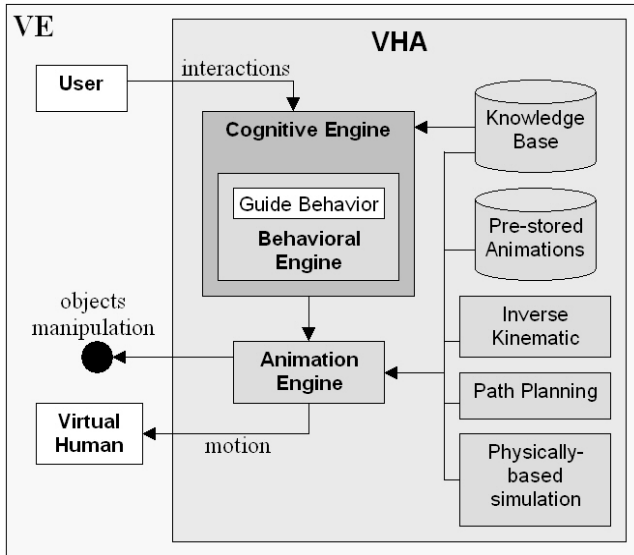 VE
VHA
User
interactions
Cognitive Engine
Guide Behavior
Behavioral
Engine
Knowledge
Base
Pre-stored
Animations
objects
manipulation
Animation
Engine
Inverse
Kinematic
Path Planning
Virtual
Human
motion
Physically-
based
simulation